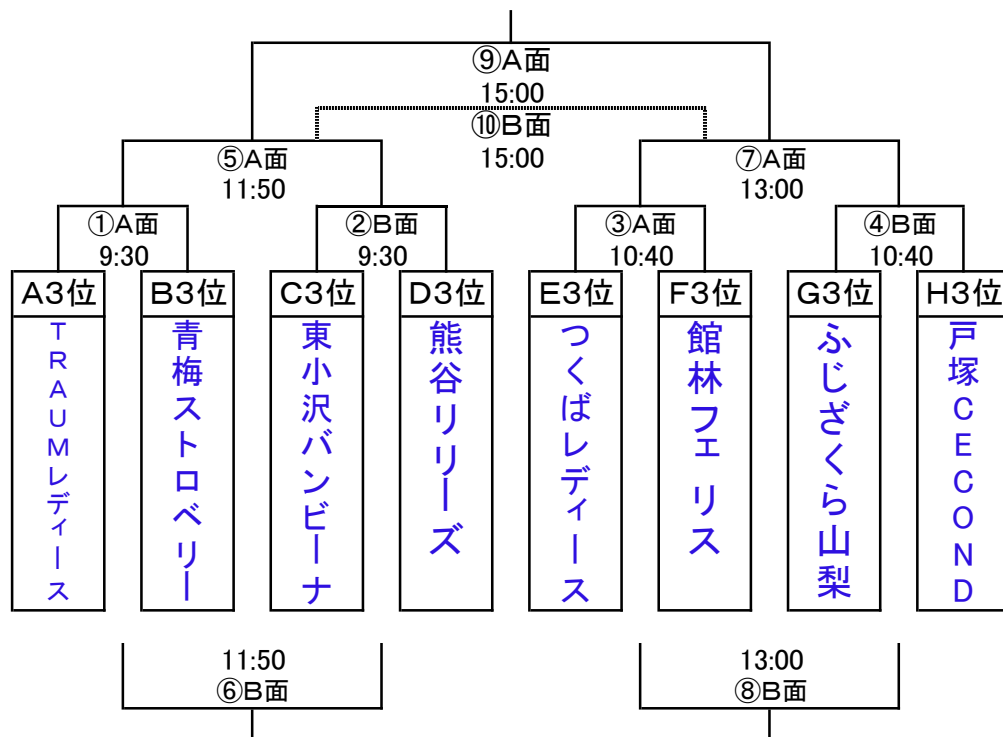 ⑨A面
15:00
⑩B面
15:00
⑤A面
11:50
⑦A面
13:00
①A面
9:30
②B面
9:30
③A面
10:40
④B面
10:40
A3位
B3位
C3位
D3位
E3位
F3位
G3位
H3位
TRAUMレディース
青梅ストロベリー
東小沢バンビーナ
熊谷リリーズ
つくばレディース
館林フェリス
ふじざくら山梨
戸塚CECOND
11:50
⑥B面
13:00
⑧B面